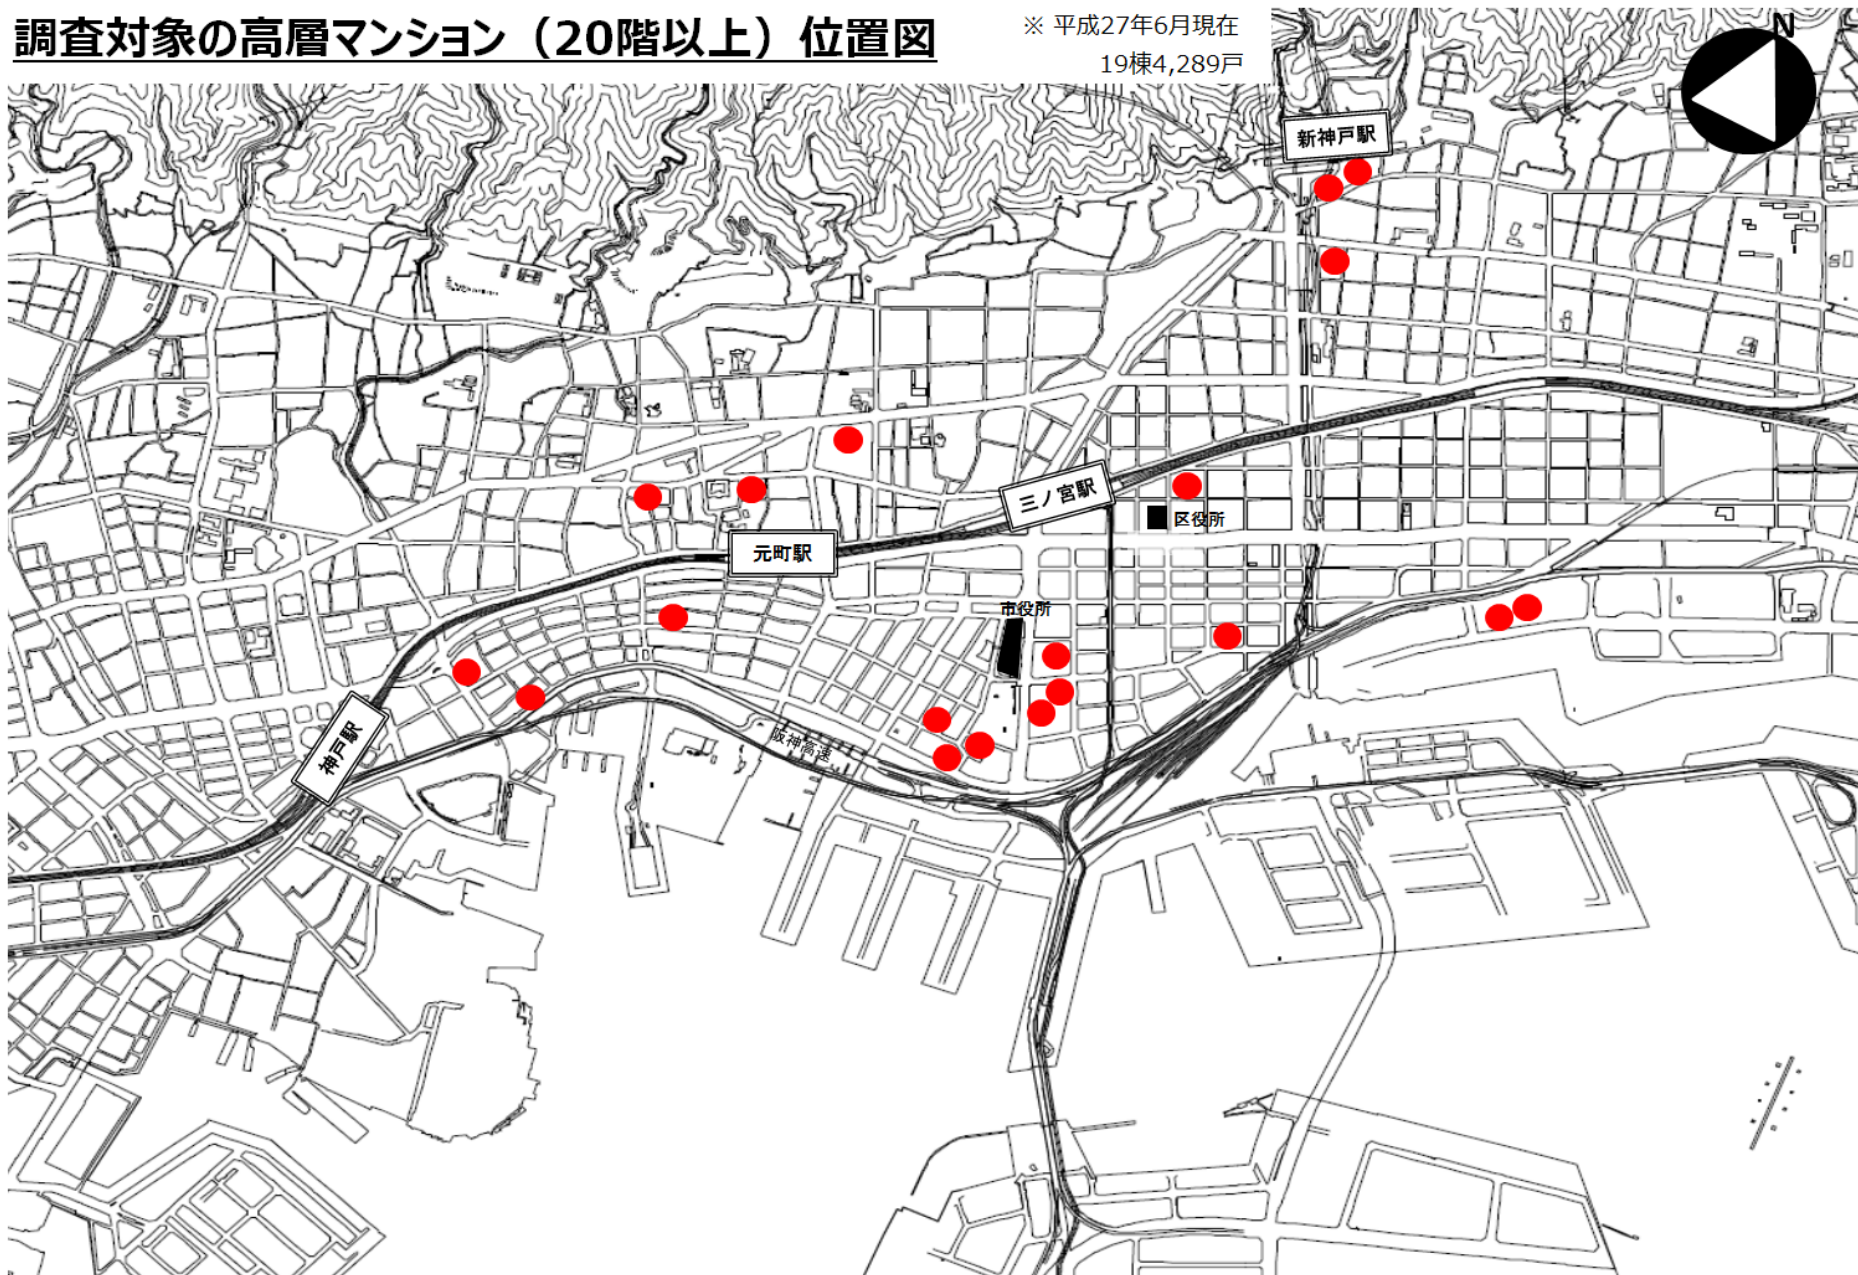 調査対象の高層マンション（20階以上）位置図
※ 平成27年6月現在
19棟4,289戸
N
新神戸駅
三ノ宮駅
区役所
元町駅
市役所
神戸駅
阪神高速